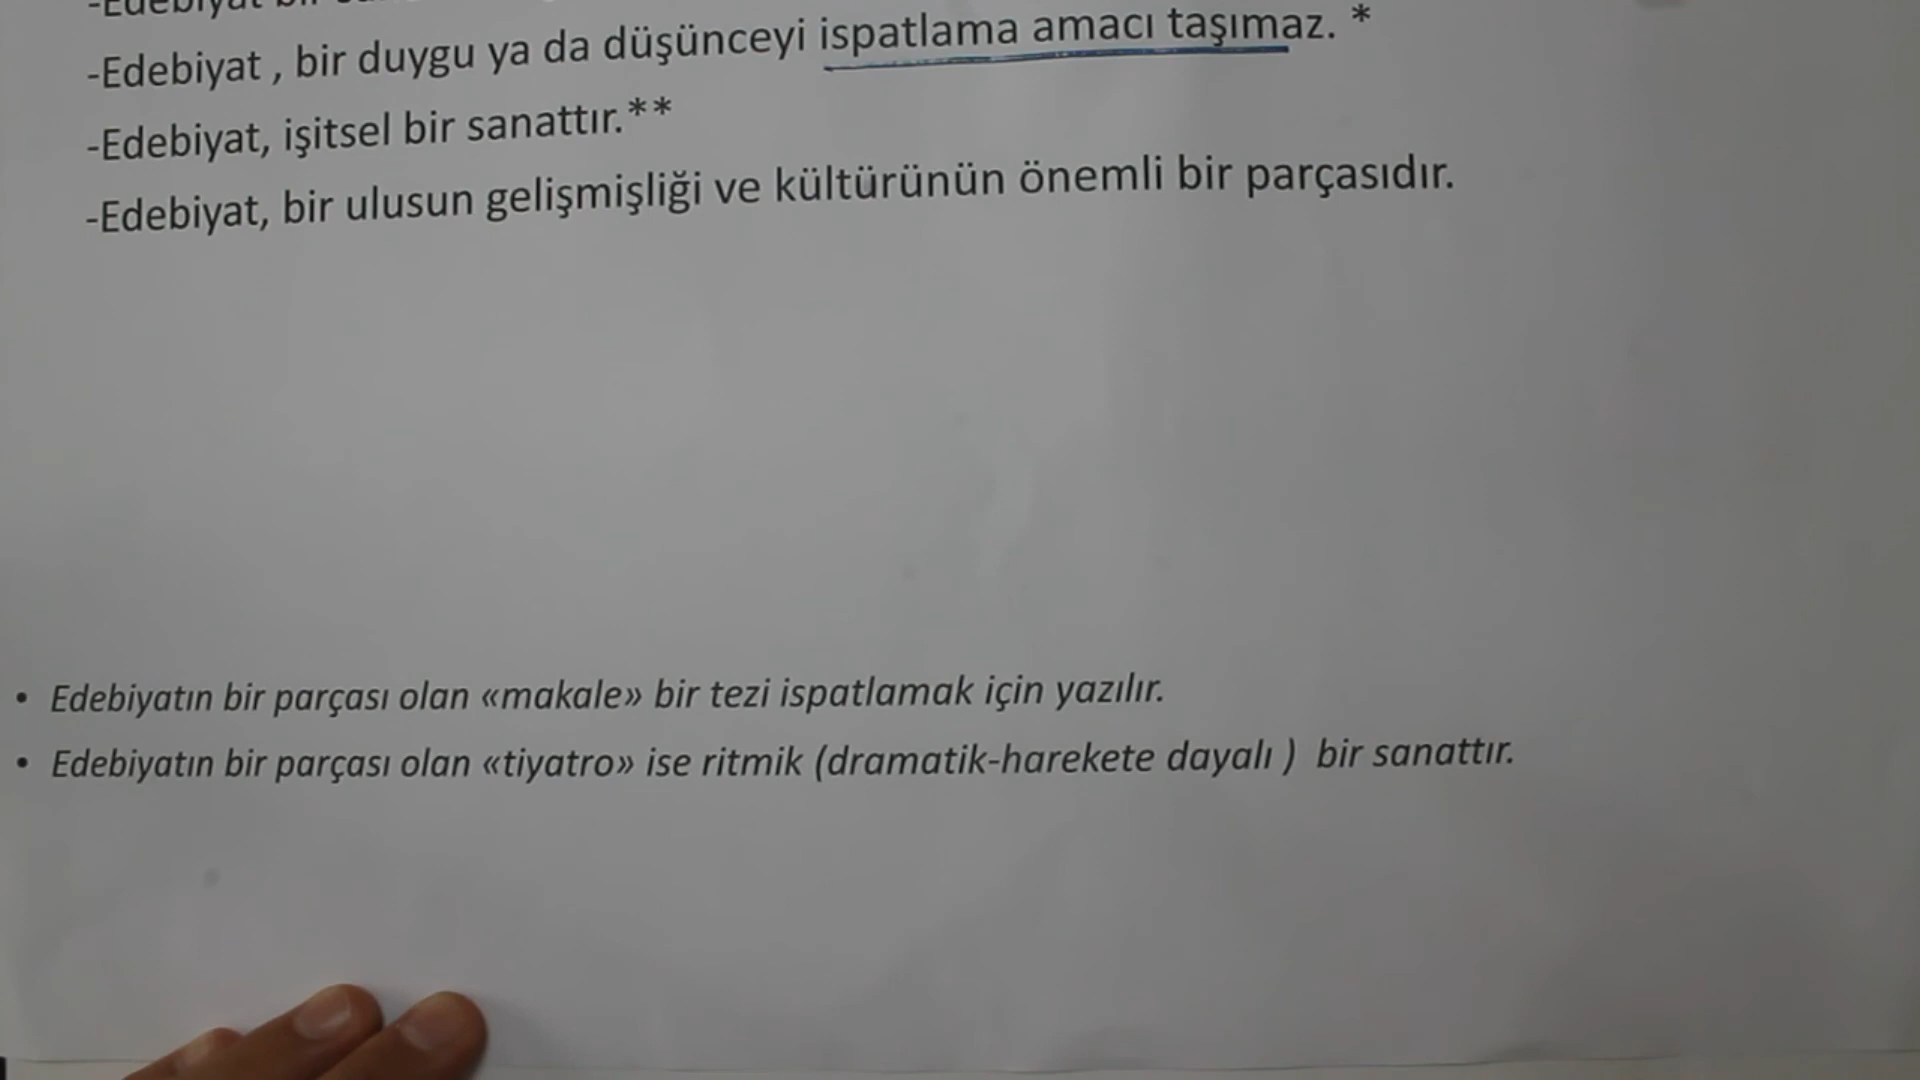 -Edebiyat bir
-Edebiyat , bir duygu ya da düşünceyi ispatlama amacı taşımaz. *
-Edebiyat, işitsel bir sanattır.**
-Edebiyat, bir ulusun gelişmişliği ve kültürünün önemli bir parçasıdır.
• Edebiyatın bir parçası olan «makale» bir tezi ispatlamak için yazılır.
• Edebiyatın bir parçası olan «tiyatro» ise ritmik (dramatik-harekete dayalı ) bir sanattır.